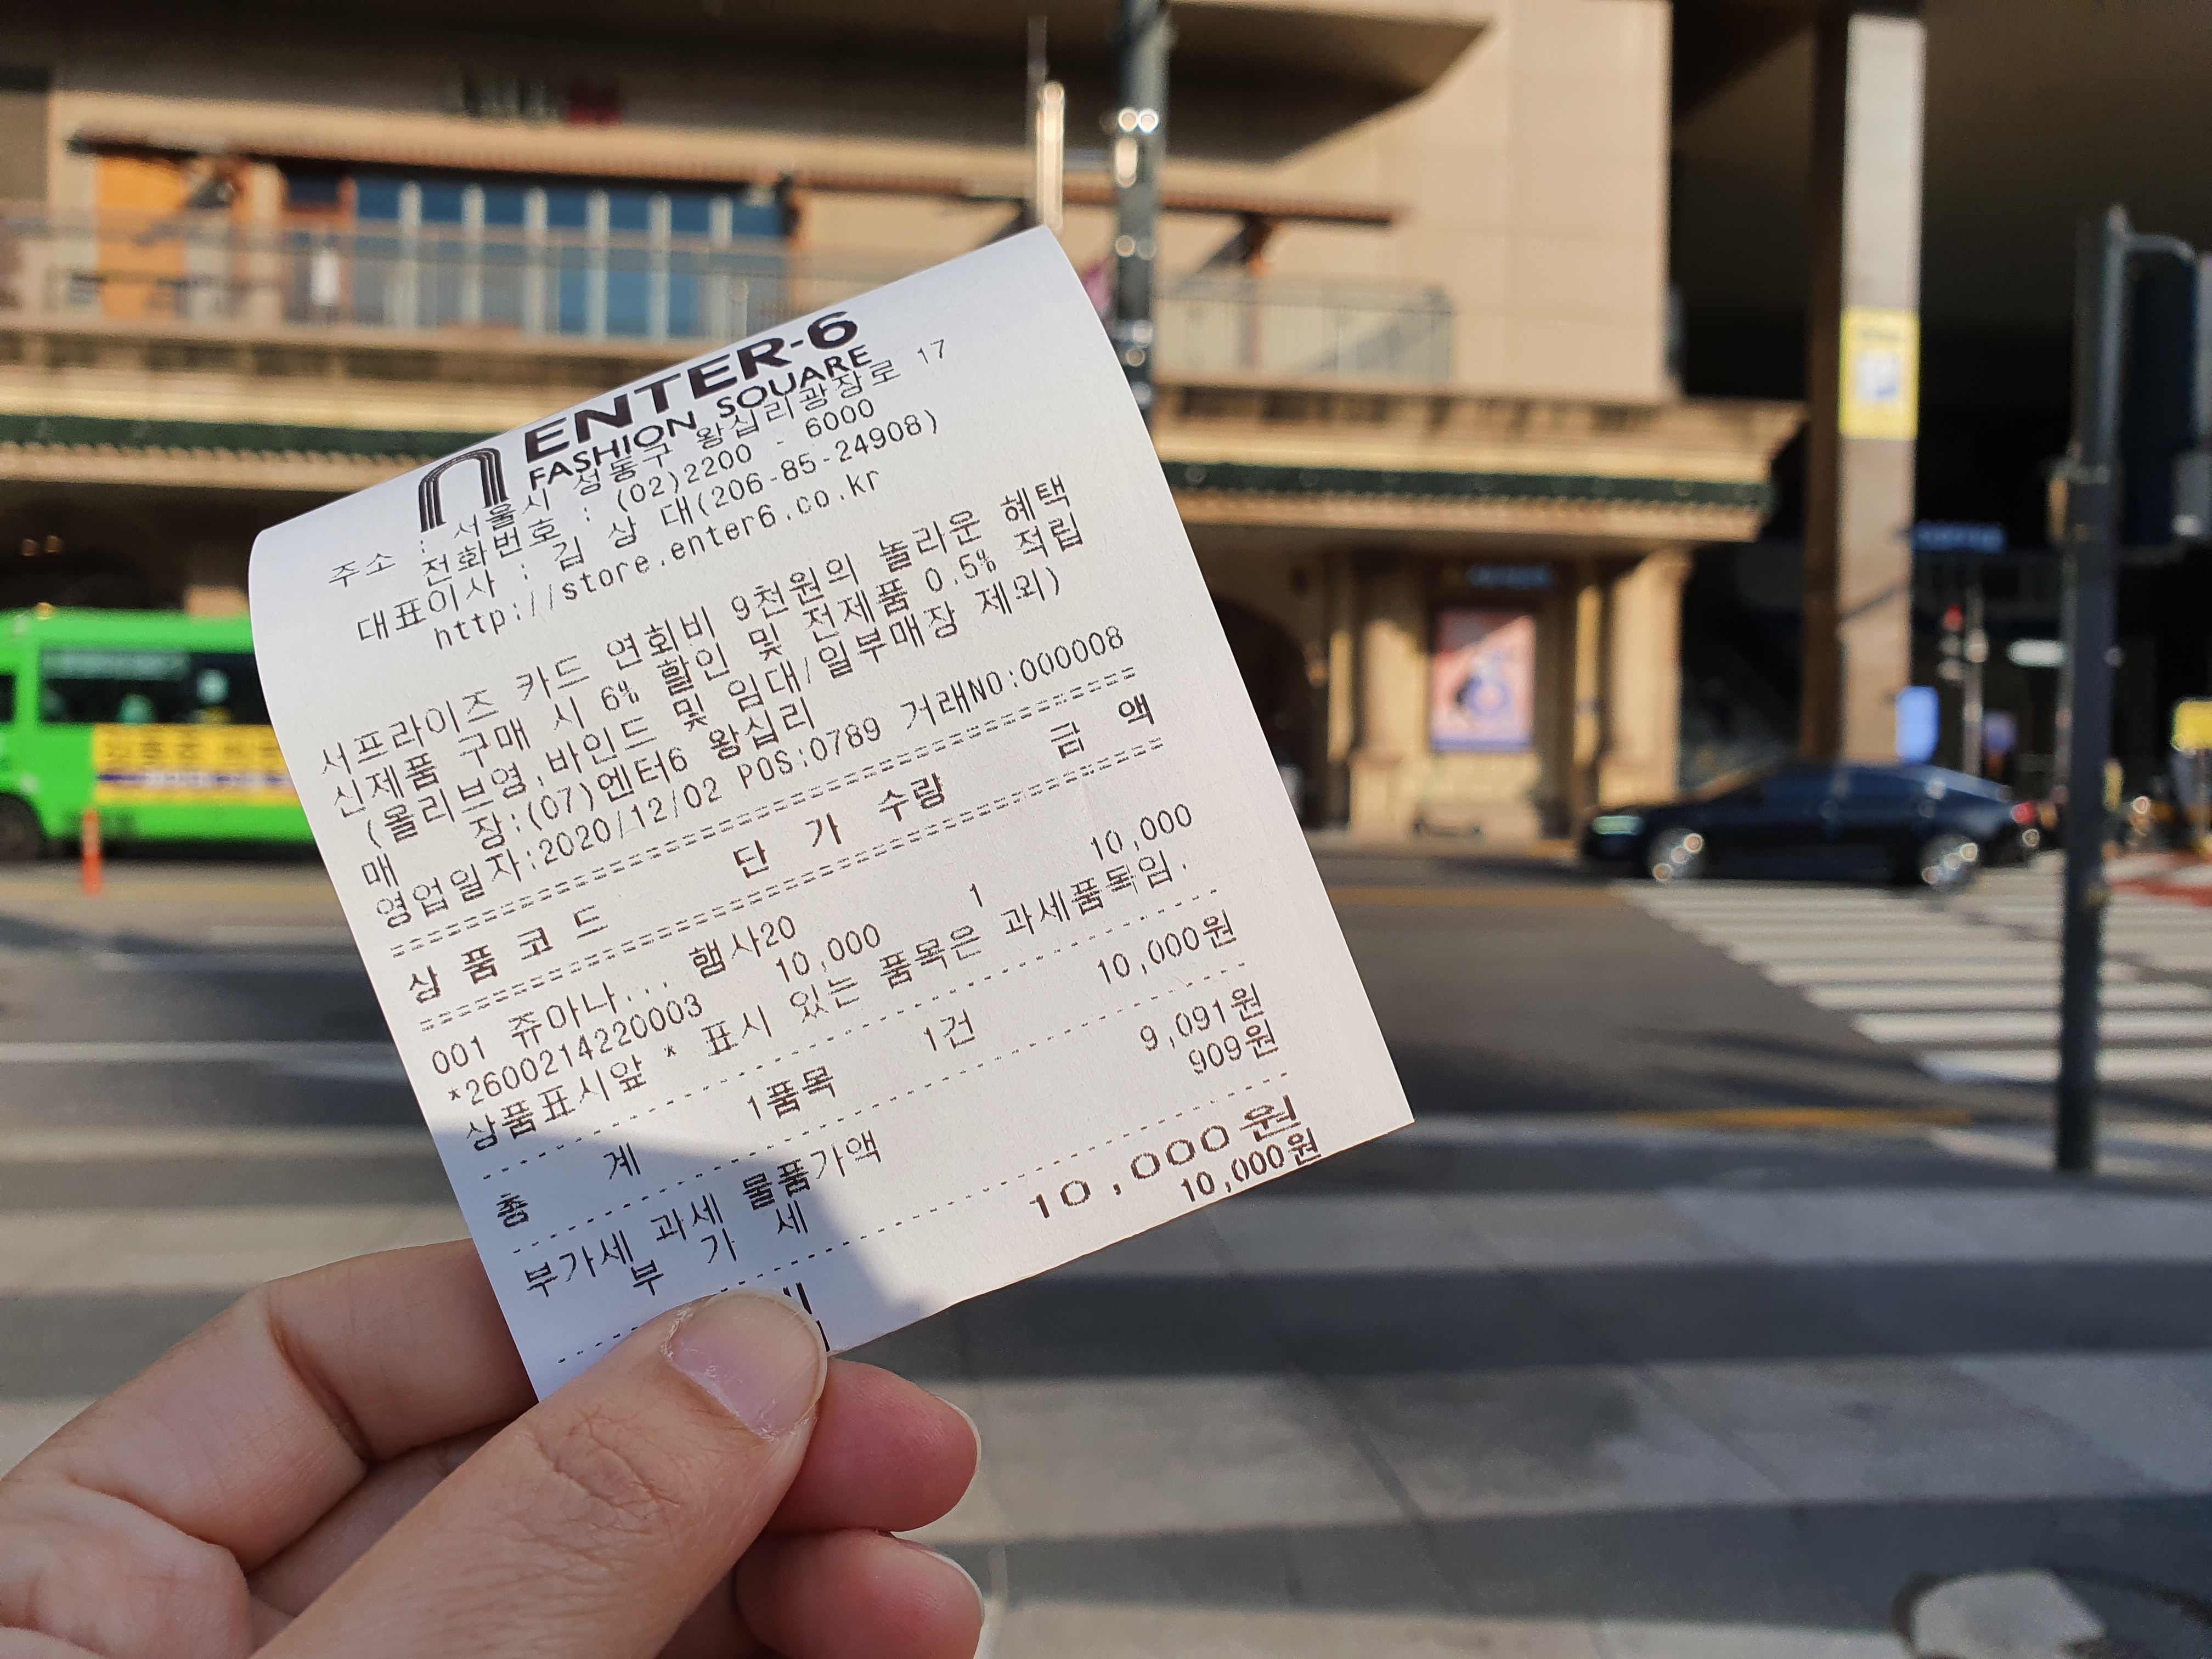 ENTER-6
FASHION SQUARE
주소 : 서울시 성동구 왕십리광장로 17
전화번호 : (02)2200 - 6000
대표이사 : 김 상 대(206-85-24908)
http://store.enter6.co.kr
서프라이즈 카드 연회비 9천원의 놀라운 혜택
신제품 구매 시 6% 할인 및 전제품 0.5% 적립
(올리브영,바인드 및 임대/일부매장 제외)
매 장:(07)엔터6 왕십리
영업일자:2020/12/02 POS:0789 거래NO:000008
상 품 코 드 단 가 수량 금 액
001 쥬아나... 행사20
*2600214220003 10,000 1 10,000
상품표시앞 * 표시 있는 품목은 과세품목임.
총 계 1품목 1건 10,000원
부가세 과세 물품가액 9,091원
부 가 세 909원
10,000원
10,000원